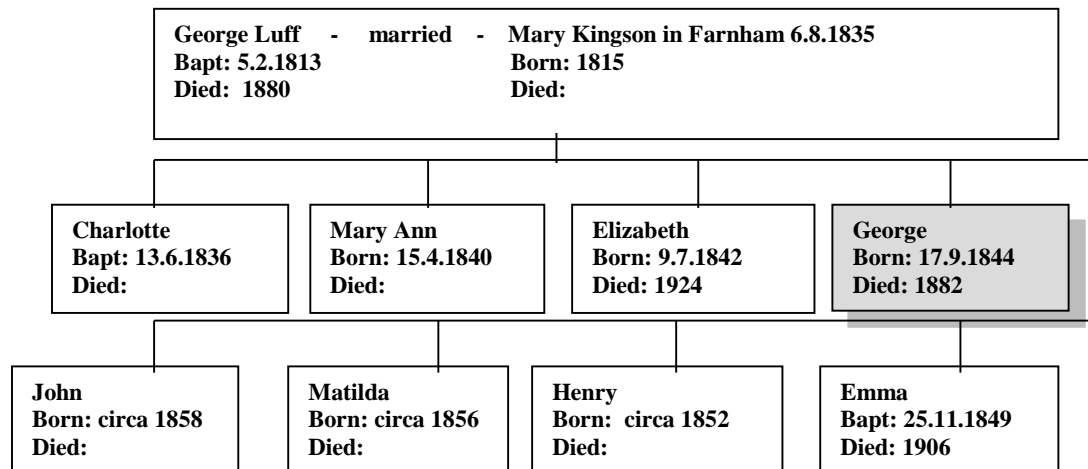 George Luff - married - Mary Kingson in Farnham 6.8.1835
Bapt: 5.2.1813 Born: 1815
Died: 1880 Died:
Charlotte
Bapt: 13.6.1836
Died:
Mary Ann
Born: 15.4.1840
Died:
Elizabeth
Born: 9.7.1842
Died: 1924
George
Born: 17.9.1844
Died: 1882
John
Born: circa 1858
Died:
Matilda
Born: circa 1856
Died:
Henry
Born: circa 1852
Died:
Emma
Bapt: 25.11.1849
Died: 1906